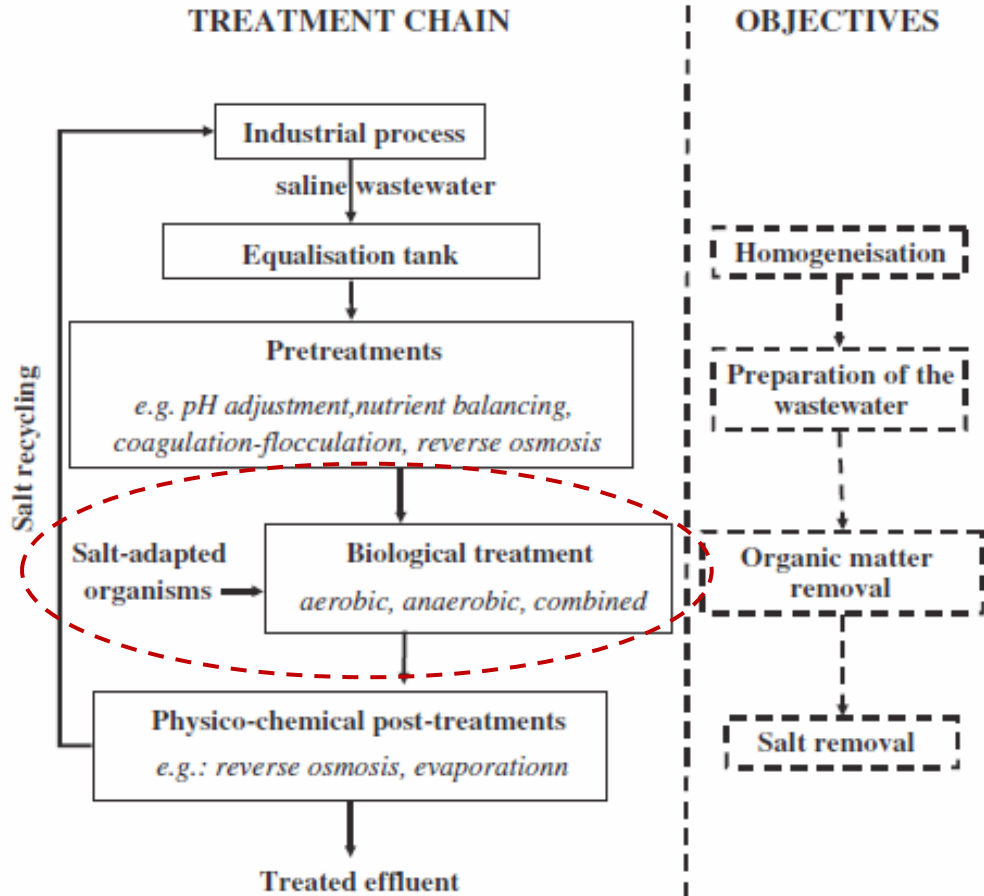 TREATMENT CHAIN
OBJECTIVES
Industrial process
saline wastewater
Equalisation tank
Homogeneisation
Pretreatments
e.g. pH adjustment,nutrient balancing,
coagulation-flocculation, reverse osmosis
Preparation of the
wastewater
Salt recycling
Salt-adapted
organisms
Biological treatment
aerobic, anaerobic, combined
Organic matter
removal
Physico-chemical post-treatments
e.g.: reverse osmosis, evaporationn
Salt removal
Treated effluent